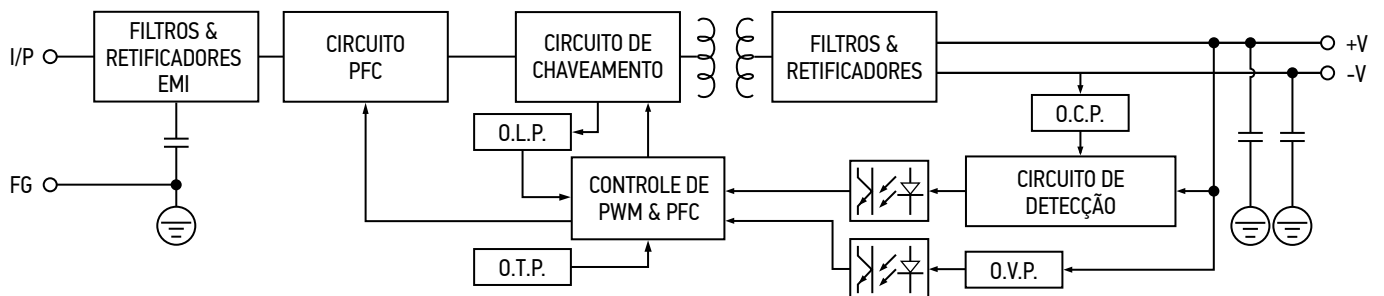 I/P
FILTROS &
RETIFICADORES
EMI
CIRCUITO
PFC
CIRCUITO DE
CHAVEAMENTO
FILTROS &
RETIFICADORES
+V
-V
O.L.P.
O.C.P.
FG
CONTROLE DE
PWM & PFC
CIRCUITO DE
DETECÇÃO
O.T.P.
O.V.P.